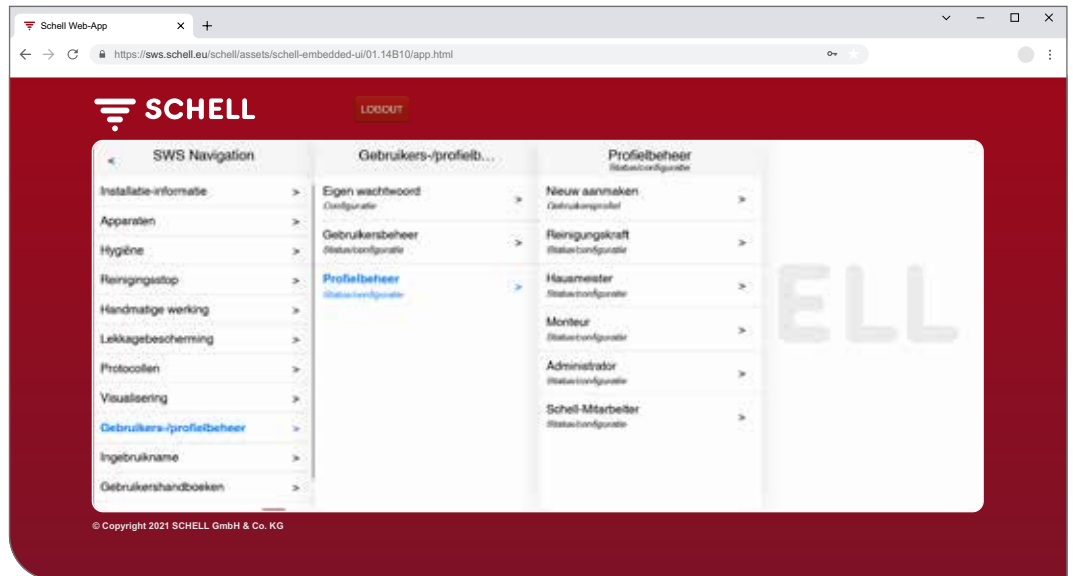 Schell Web-App
https://sws.schell.eu/schell/assets/schell-embedded-ui/01.14B10/app.html
SCHELL
LOGOUT
SWS Navigation
Installatie-informatie
Apparaten
Hygiëne
Reinigingsstop
Handmatige werking
Lekkagebescherming
Protocollen
Visualisering
Gebruikers-/profielbeheer
Ingebruikname
Gebruikershandboeken
Gebruikers-/profielb...
Eigen wachtwoord
Configuratie
Gebruikersbeheer
Status/configuratie
Profielbeheer
Status/configuratie
Profielbeheer
Status/configuratie
Nieuw aanmaken
Gebruikersprofiel
Reinigungskraft
Status/configuratie
Hausmeister
Status/configuratie
Monteur
Status/configuratie
Administrator
Status/configuratie
Schell-Mitarbeiter
Status/configuratie
ELL
© Copyright 2021 SCHELL GmbH & Co. KG